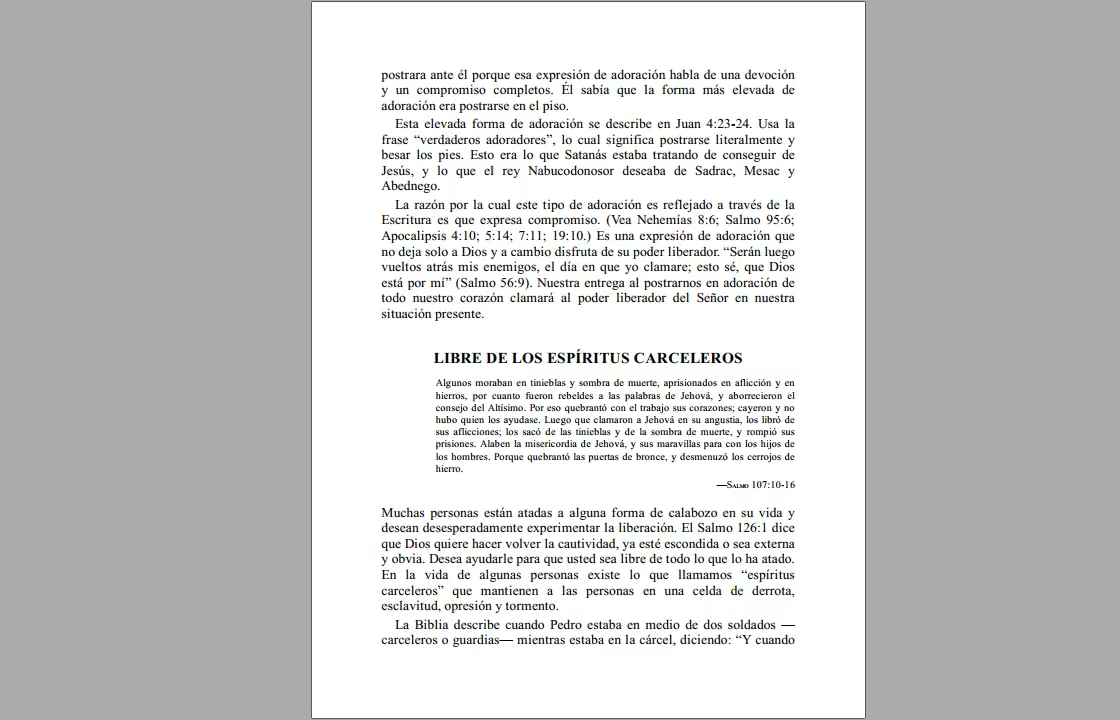 postrara ante él porque esa expresión de adoración habla de una devoción
y un compromiso completos. Él sabía que la forma más elevada de
adoración era postrarse en el piso.
Esta elevada forma de adoración se describe en Juan 4:23-24. Usa la
frase “verdaderos adoradores”, lo cual significa postrarse literalmente y
besar los pies. Esto era lo que Satanás estaba tratando de conseguir de
Jesús, y lo que el rey Nabucodonosor deseaba de Sadrac, Mesac y
Abednego.
La razón por la cual este tipo de adoración es reflejado a través de la
Escritura es que expresa compromiso. (Vea Nehemías 8:6; Salmo 95:6;
Apocalipsis 4:10; 5:14; 7:11; 19:10.) Es una expresión de adoración que
no deja solo a Dios y a cambio disfruta de su poder liberador. “Serán luego
vueltos atrás mis enemigos, el día en que yo clamare; esto sé, que Dios
está por mí” (Salmo 56:9). Nuestra entrega al postrarnos en adoración de
todo nuestro corazón clamará al poder liberador del Señor en nuestra
situación presente.
LIBRE DE LOS ESPÍRITUS CARCELEROS
Algunos moraban en tinieblas y sombra de muerte, aprisionados en aflicción y en
hierros, por cuanto fueron rebeldes a las palabras de Jehová, y aborrecieron el
consejo del Altísimo. Por eso quebrantó con el trabajo sus corazones; cayeron y no
hubo quien los ayudase. Luego que clamaron a Jehová en su angustia, los libró de
sus aflicciones; los sacó de las tinieblas y de la sombra de muerte, y rompió sus
prisiones. Alaben la misericordia de Jehová, y sus maravillas para con los hijos de
los hombres. Porque quebrantó las puertas de bronce, y desmenuzó los cerrojos de
hierro.
—Salmo 107:10-16
Muchas personas están atadas a alguna forma de calabozo en su vida y
desean desesperadamente experimentar la liberación. El Salmo 126:1 dice
que Dios quiere hacer volver la cautividad, ya esté escondida o sea externa
y obvia. Desea ayudarle para que usted sea libre de todo lo que lo ha atado.
En la vida de algunas personas existe lo que llamamos “espíritus
carceleros” que mantienen a las personas en una celda de derrota,
esclavitud, opresión y tormento.
La Biblia describe cuando Pedro estaba en medio de dos soldados —
carceleros o guardias— mientras estaba en la cárcel, diciendo: “Y cuando